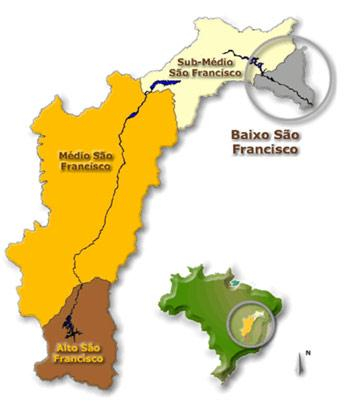 Sub-Médio
São Francisco
Baixo São
Francisco
Médio São
Francisco
Alto São
Francisco
N